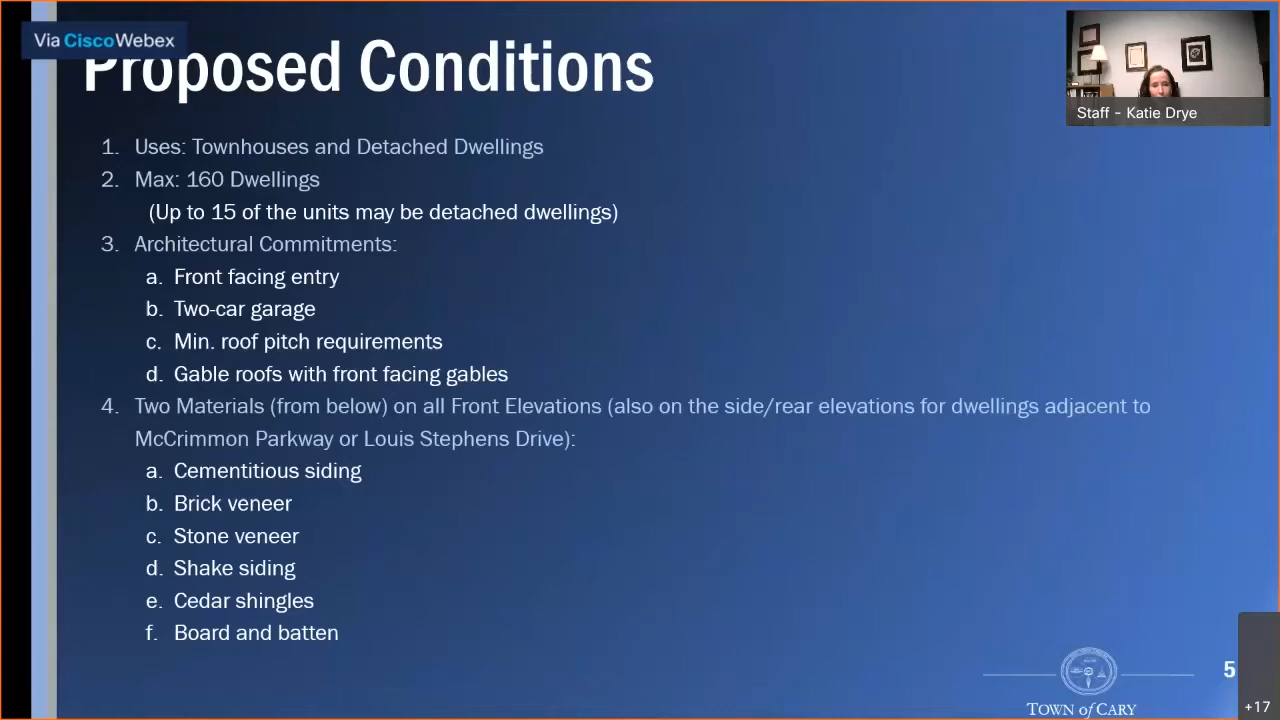 Via CiscoWebex
Proposed Conditions
Staff - Katie Drye
1. Uses: Townhouses and Detached Dwellings
2. Max: 160 Dwellings
(Up to 15 of the units may be detached dwellings)
3. Architectural Commitments:
a. Front facing entry
b. Two-car garage
c. Min. roof pitch requirements
d. Gable roofs with front facing gables
4. Two Materials (from below) on all Front Elevations (also on the side/rear elevations for dwellings adjacent to
McCrimmon Parkway or Louis Stephens Drive):
a. Cementitious siding
b. Brick veneer
c. Stone veneer
d. Shake siding
e. Cedar shingles
f. Board and batten
5
TOWN of CARY
+17